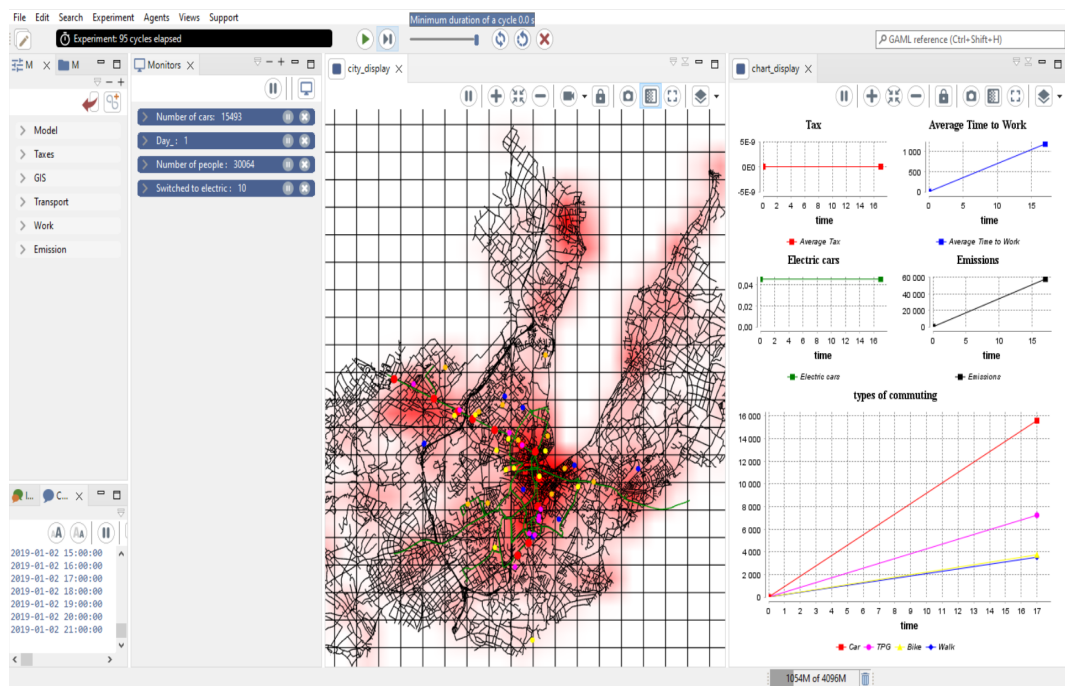 File Edit Search Experiment Agents Views Support
Minimum duration of a cycle 0.0 s
Experiment: 95 cycles elapsed
GAML reference (Ctrl+Shift+H)
M
M
Monitors
city_display
chart_display
Number of cars: 15493
Day_: 1
Number of people: 30064
Switched to electric: 10
Model
Taxes
GIS
Transport
Work
Emission
I...
C...
2019-01-02 15:00:00
2019-01-02 16:00:00
2019-01-02 17:00:00
2019-01-02 18:00:00
2019-01-02 19:00:00
2019-01-02 20:00:00
2019-01-02 21:00:00
Tax
5E-9
0E0
-5E-9
0 2 4 6 8 10 12 14 16
time
Average Tax
Average Time to Work
1 000
500
0
0 5 10 15
time
Average Time to Work
Electric cars
0,04
0,02
0,00
0 2 4 6 8 10 12 14 16
time
Electric cars
Emissions
60 000
40 000
20 000
0
0 5 10 15
time
Emissions
types of commuting
16 000
14 000
12 000
10 000
8 000
6 000
4 000
2 000
0
0 1 2 3 4 5 6 7 8 9 10 11 12 13 14 15 16 17
time
Car TPG Bike Walk
1054M of 4096M